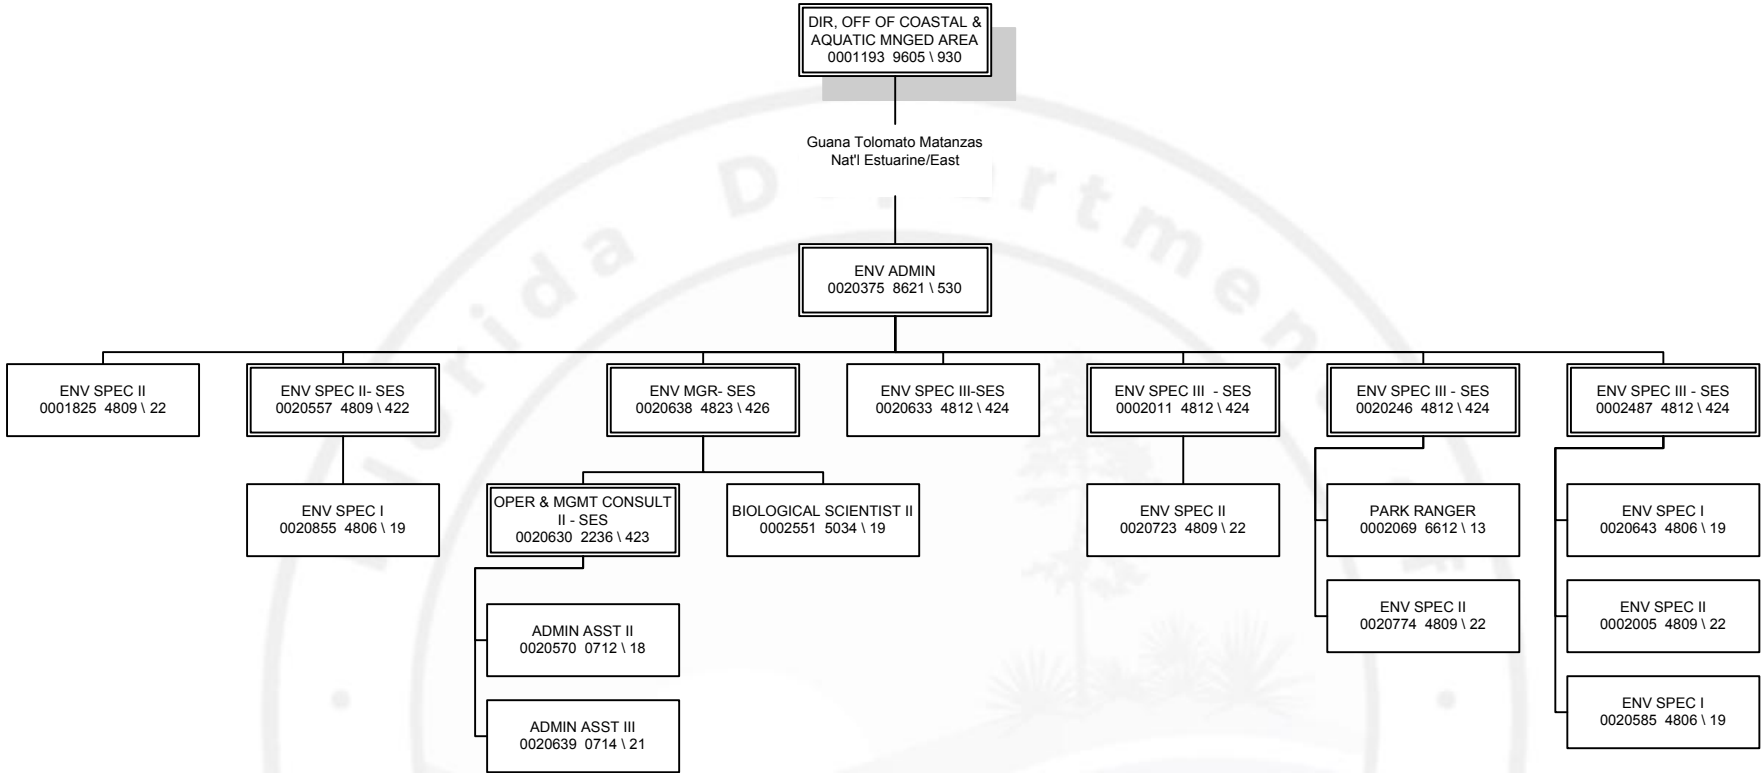 DIR, OFF OF COASTAL &
AQUATIC MNGED AREA
0001193 9605 \ 930
Guana Tolomato Matanzas
Nat'l Estuarine/East
ENV ADMIN
0020375 8621 \ 530
ENV SPEC II
0001825 4809 \ 22
ENV SPEC II- SES
0020557 4809 \ 422
ENV MGR- SES
0020638 4823 \ 426
ENV SPEC III-SES
0020633 4812 \ 424
ENV SPEC III - SES
0002011 4812 \ 424
ENV SPEC III - SES
0020246 4812 \ 424
ENV SPEC III - SES
0002487 4812 \ 424
ENV SPEC I
0020855 4806 \ 19
OPER & MGMT CONSULT
II - SES
0020630 2236 \ 423
BIOLOGICAL SCIENTIST II
0002551 5034 \ 19
ENV SPEC II
0020723 4809 \ 22
PARK RANGER
0002069 6612 \ 13
ENV SPEC I
0020643 4806 \ 19
ADMIN ASST II
0020570 0712 \ 18
ENV SPEC II
0020774 4809 \ 22
ENV SPEC II
0002005 4809 \ 22
ADMIN ASST III
0020639 0714 \ 21
ENV SPEC I
0020585 4806 \ 19